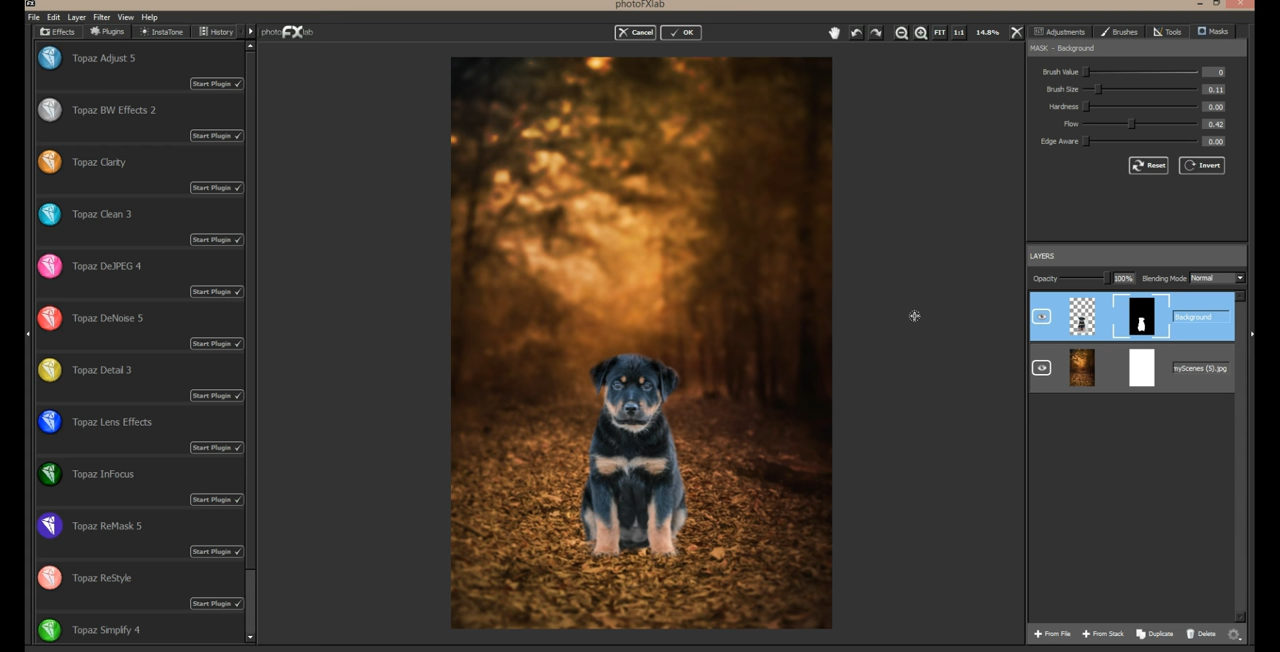 FX
photoFXlab
File Edit Layer Filter View Help
Effects Plugins InstaTone History
photoFXlab
Cancel OK
FIT 1:1 14.8%
Adjustments Brushes Tools Masks
Topaz Adjust 5
Start Plugin
Topaz BW Effects 2
Start Plugin
Topaz Clarity
Start Plugin
Topaz Clean 3
Start Plugin
Topaz DeJPEG 4
Start Plugin
Topaz DeNoise 5
Start Plugin
Topaz Detail 3
Start Plugin
Topaz Lens Effects
Start Plugin
Topaz InFocus
Start Plugin
Topaz ReMask 5
Start Plugin
Topaz ReStyle
Start Plugin
Topaz Simplify 4
MASK - Background
Brush Value 0
Brush Size 0.11
Hardness 0.00
Flow 0.42
Edge Aware 0.00
Reset Invert
LAYERS
Opacity 100% Blending Mode Normal
Background
myScenes (5).jpg
From File From Stack Duplicate Delete